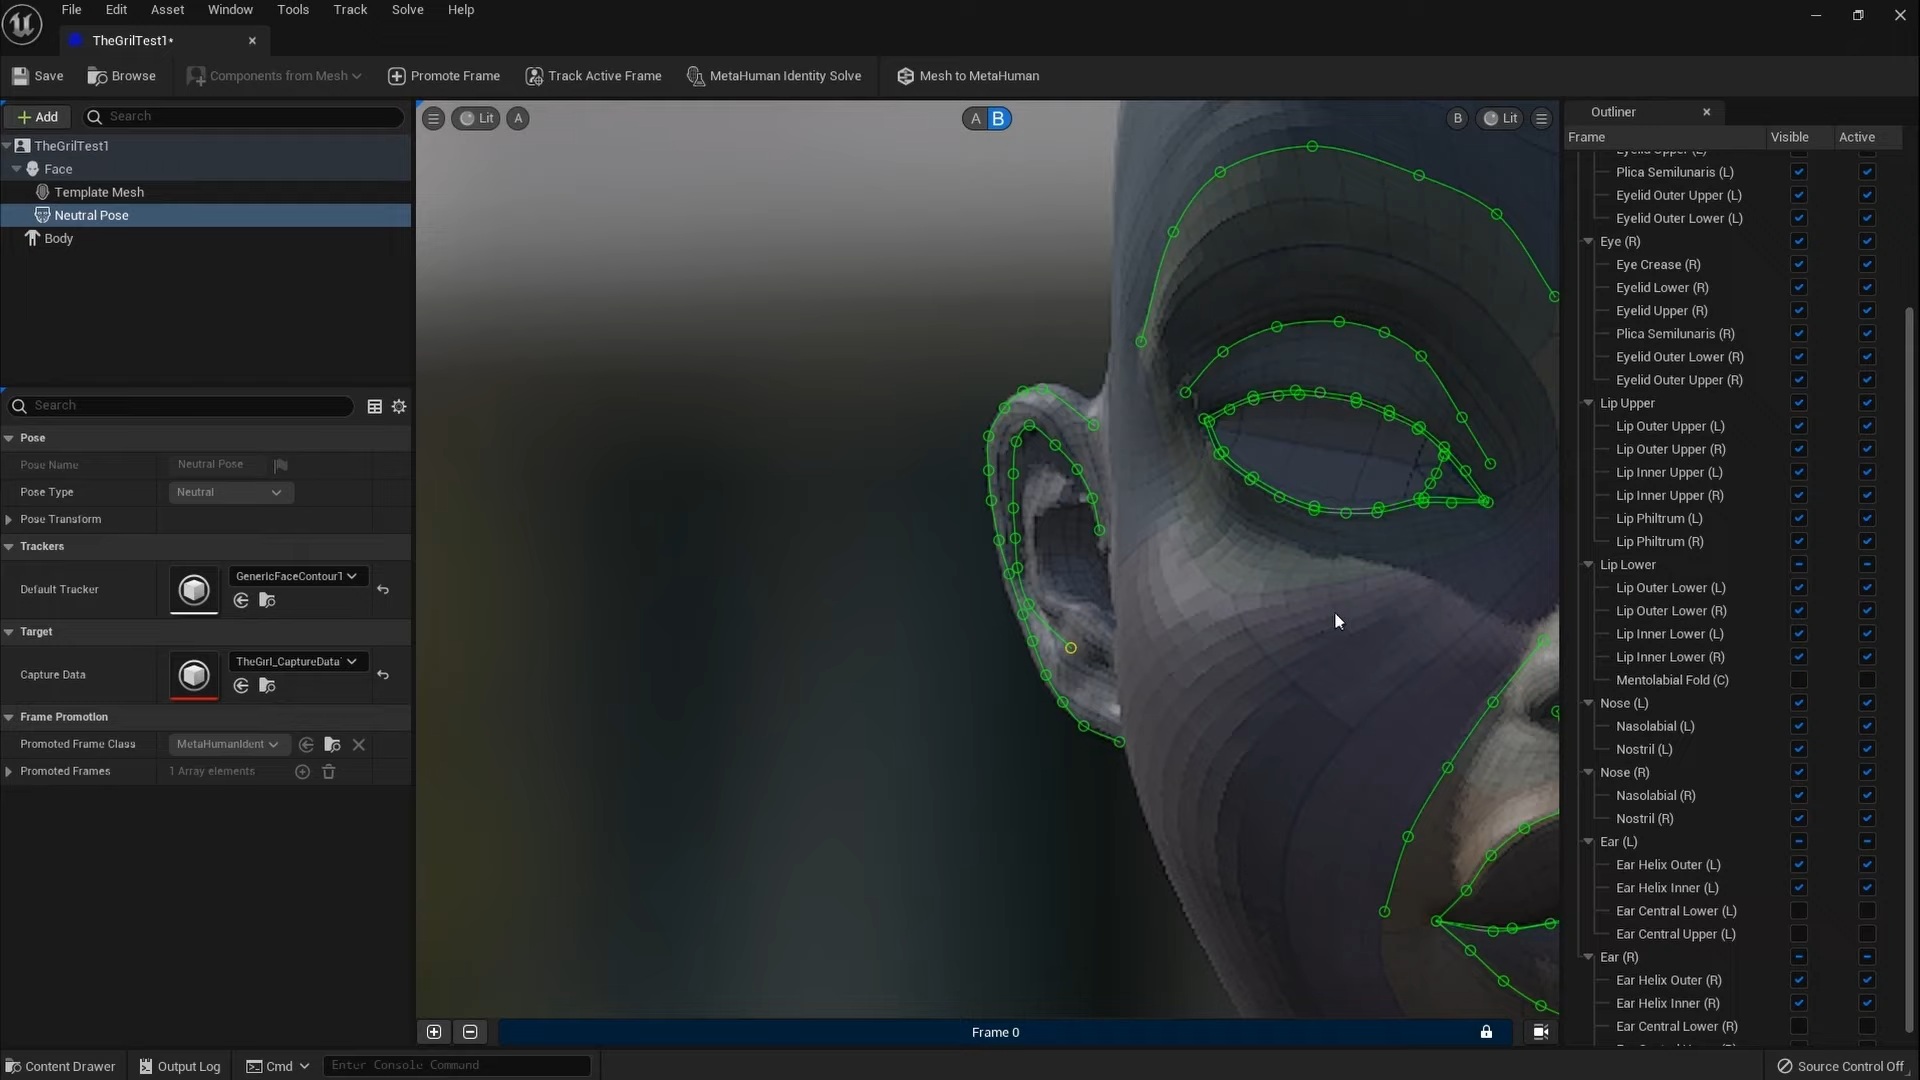 File Edit Asset Window Tools Track Solve Help
TheGrilTest1*
Save Browse Components from Mesh Promote Frame Track Active Frame MetaHuman Identity Solve Mesh to MetaHuman
Add Search
TheGrilTest1
Face
Template Mesh
Neutral Pose
Body
Search
Pose
Pose Name Neutral Pose
Pose Type Neutral
Pose Transform
Trackers
Default Tracker GenericFaceContourT
Target
Capture Data TheGirl_CaptureData
Frame Promotion
Promoted Frame Class MetaHumanIdent
Promoted Frames 1 Array elements
Lit A
A B
B Lit
Frame 0
Outliner
Frame Visible Active
Eyelid Upper (L)
Plica Semilunaris (L)
Eyelid Outer Upper (L)
Eyelid Outer Lower (L)
Eye (R)
Eye Crease (R)
Eyelid Lower (R)
Eyelid Upper (R)
Plica Semilunaris (R)
Eyelid Outer Lower (R)
Eyelid Outer Upper (R)
Lip Upper
Lip Outer Upper (L)
Lip Outer Upper (R)
Lip Inner Upper (L)
Lip Inner Upper (R)
Lip Philtrum (L)
Lip Philtrum (R)
Lip Lower
Lip Outer Lower (L)
Lip Outer Lower (R)
Lip Inner Lower (L)
Lip Inner Lower (R)
Mentolabial Fold (C)
Nose (L)
Nasolabial (L)
Nostril (L)
Nose (R)
Nasolabial (R)
Nostril (R)
Ear (L)
Ear Helix Outer (L)
Ear Helix Inner (L)
Ear Central Lower (L)
Ear Central Upper (L)
Ear (R)
Ear Helix Outer (R)
Ear Helix Inner (R)
Ear Central Lower (R)
Content Drawer Output Log Cmd Enter Console Command Source Control Off